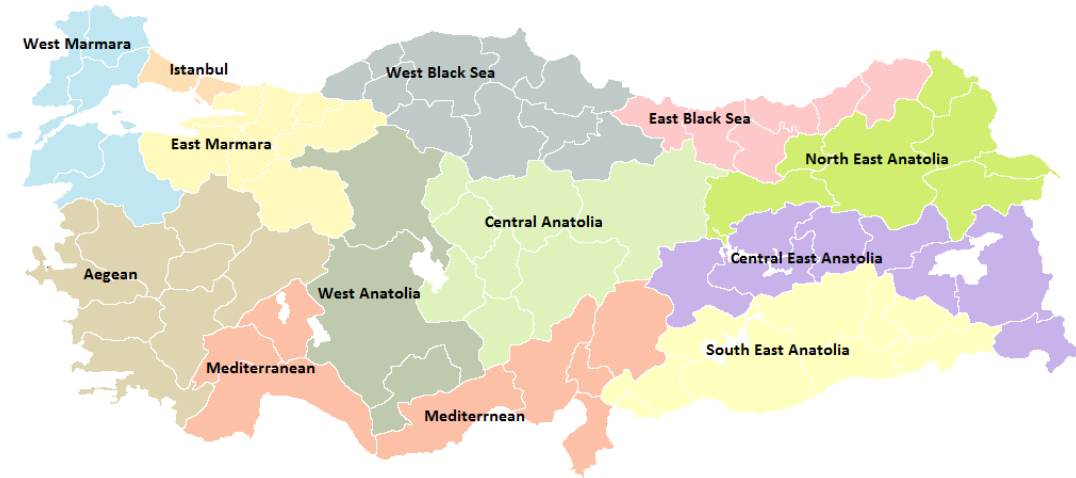 West Marmara
Istanbul
West Black Sea
East Black Sea
East Marmara
North East Anatolia
Central Anatolia
Central East Anatolia
Aegean
West Anatolia
South East Anatolia
Mediterranean
Mediterrnean